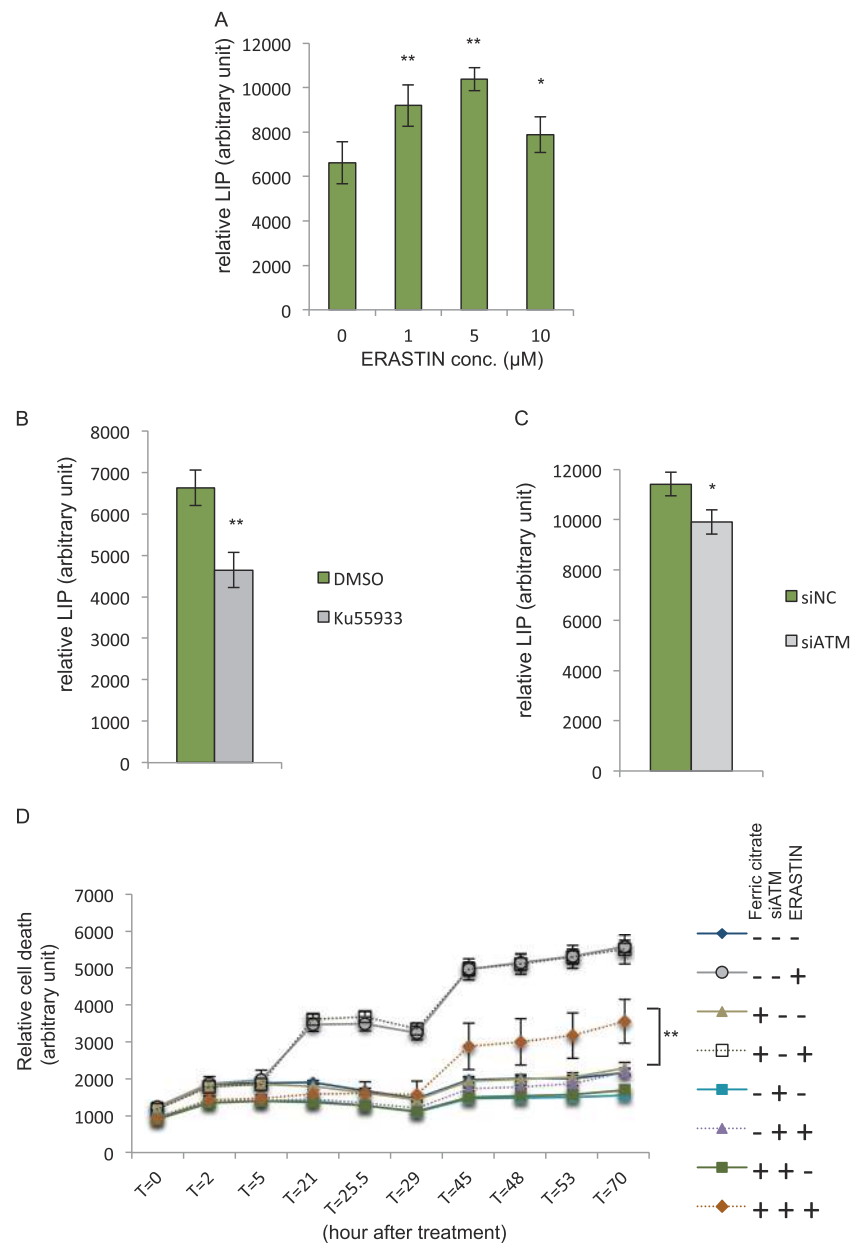 A
relative LIP (arbitrary unit)
12000
10000
8000
6000
4000
2000
0
**
**
*
0 1 5 10
ERASTIN conc. (µM)
B
relative LIP (arbitrary unit)
8000
7000
6000
5000
4000
3000
2000
1000
0
**
DMSO
Ku55933
C
relative LIP (arbitrary unit)
12000
10000
8000
6000
4000
2000
0
*
siNC
siATM
D
Relative cell death
(arbitrary unit)
7000
6000
5000
4000
3000
2000
1000
0
**
T=0 T=2 T=5 T=21 T=25.5 T=29 T=45 T=48 T=53 T=70
(hour after treatment)
Ferric citrate
siATM
ERASTIN
- - -
- - +
+ - -
+ - +
- + -
- + +
+ + -
+ + +